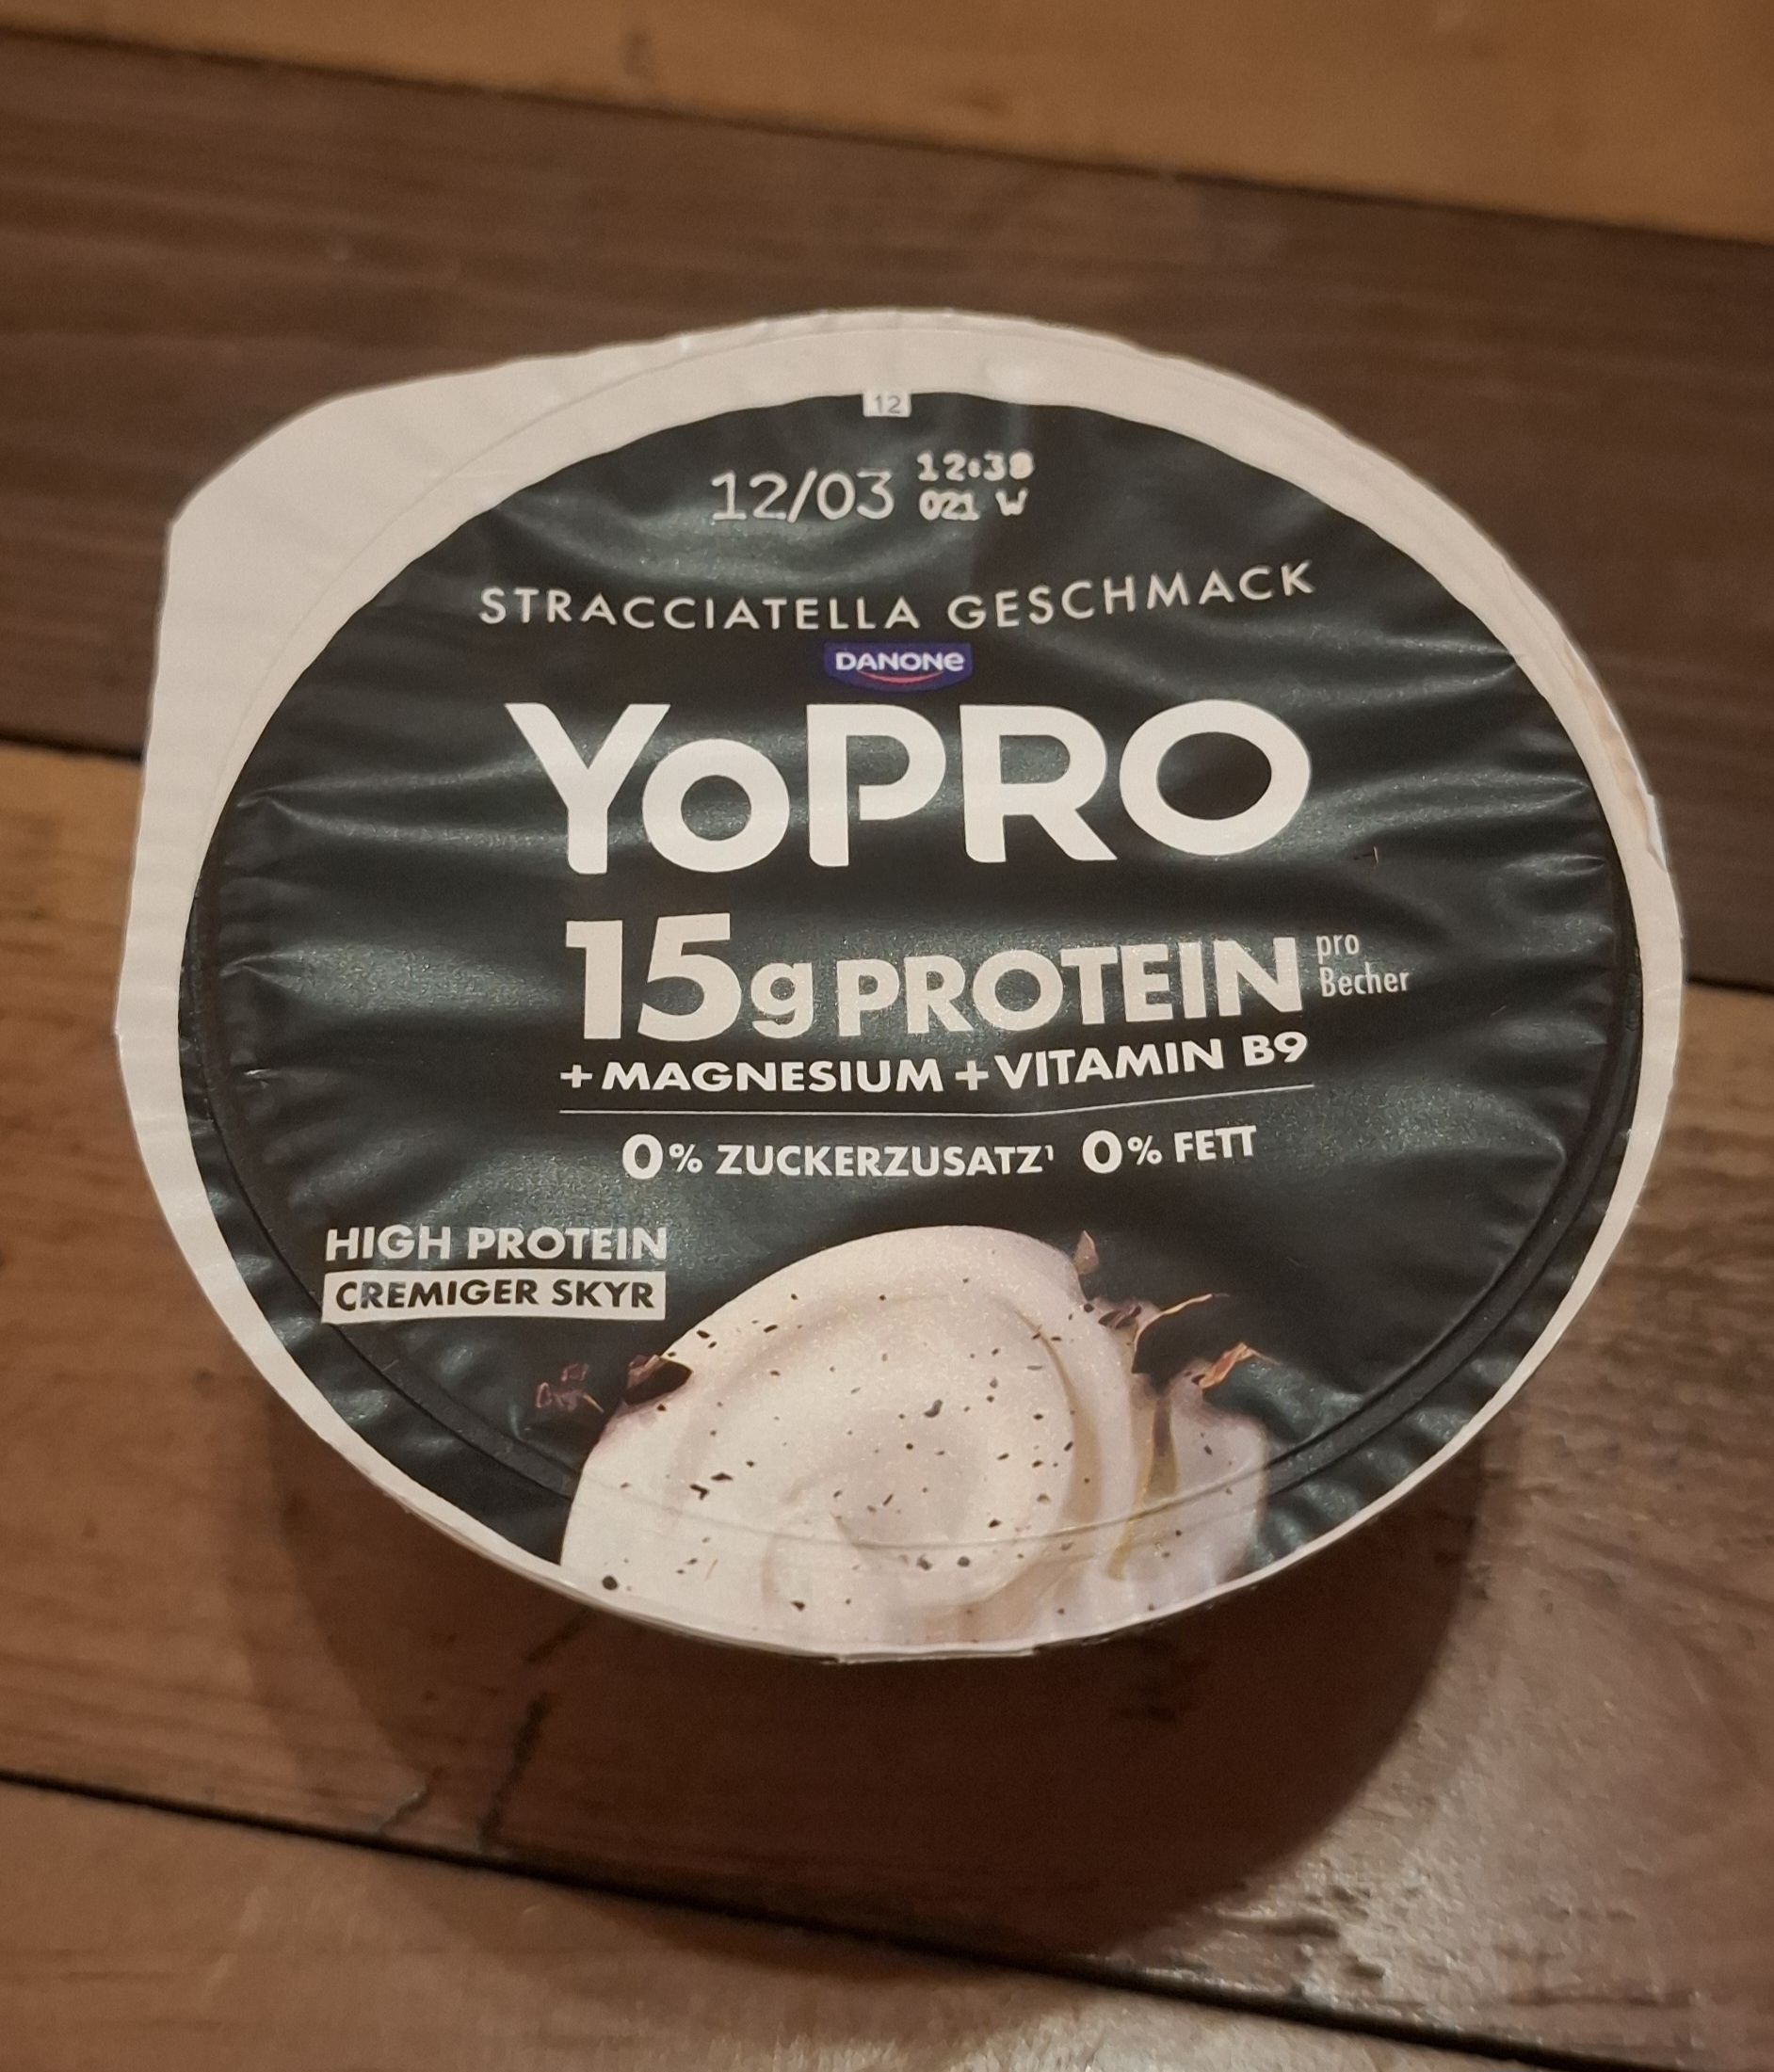 12
12/03 12:38
021 W
STRACCIATELLA GESCHMACK
DANONE
YoPRO
15g PROTEIN pro Becher
+ MAGNESIUM + VITAMIN B9
0% ZUCKERZUSATZ¹ 0% FETT
HIGH PROTEIN
CREMIGER SKYR